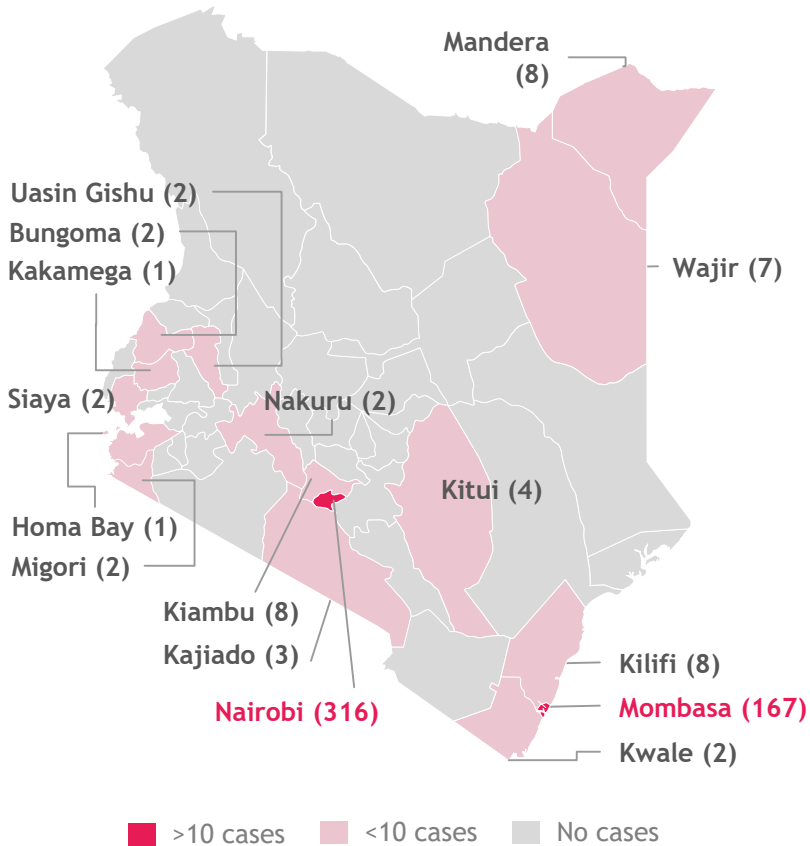 Mandera
(8)
Uasin Gishu (2)
Bungoma (2)
Kakamega (1)
Wajir (7)
Siaya (2)
Nakuru (2)
Kitui (4)
Homa Bay (1)
Migori (2)
Kiambu (8)
Kajiado (3)
Nairobi (316)
Kilifi (8)
Mombasa (167)
Kwale (2)
>10 cases
<10 cases
No cases